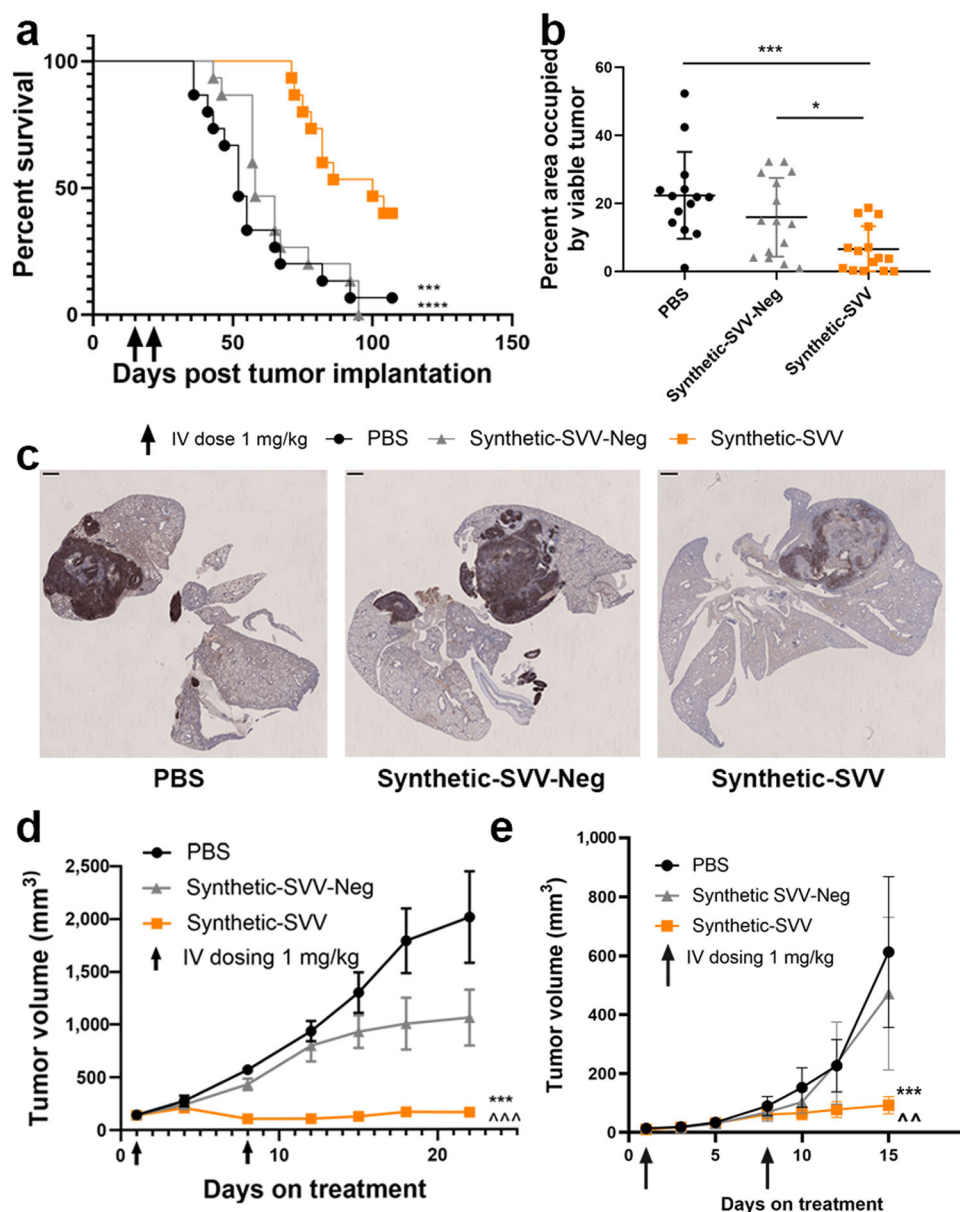 a
Percent survival
100
50
0
0
50
100
150
***
****
Days post tumor implantation
b
Percent area occupied
by viable tumor
60
40
20
0
***
*
PBS
Synthetic-SVV-Neg
Synthetic-SVV
IV dose 1 mg/kg
PBS
Synthetic-SVV-Neg
Synthetic-SVV
c
PBS
Synthetic-SVV-Neg
Synthetic-SVV
d
Tumor volume (mm³)
2,500
2,000
1,500
1,000
500
0
PBS
Synthetic-SVV-Neg
Synthetic-SVV
IV dosing 1 mg/kg
***
^^^
0
10
20
Days on treatment
e
Tumor volume (mm³)
1,000
800
600
400
200
0
PBS
Synthetic SVV-Neg
Synthetic-SVV
IV dosing 1 mg/kg
***
^^
0
5
10
15
Days on treatment